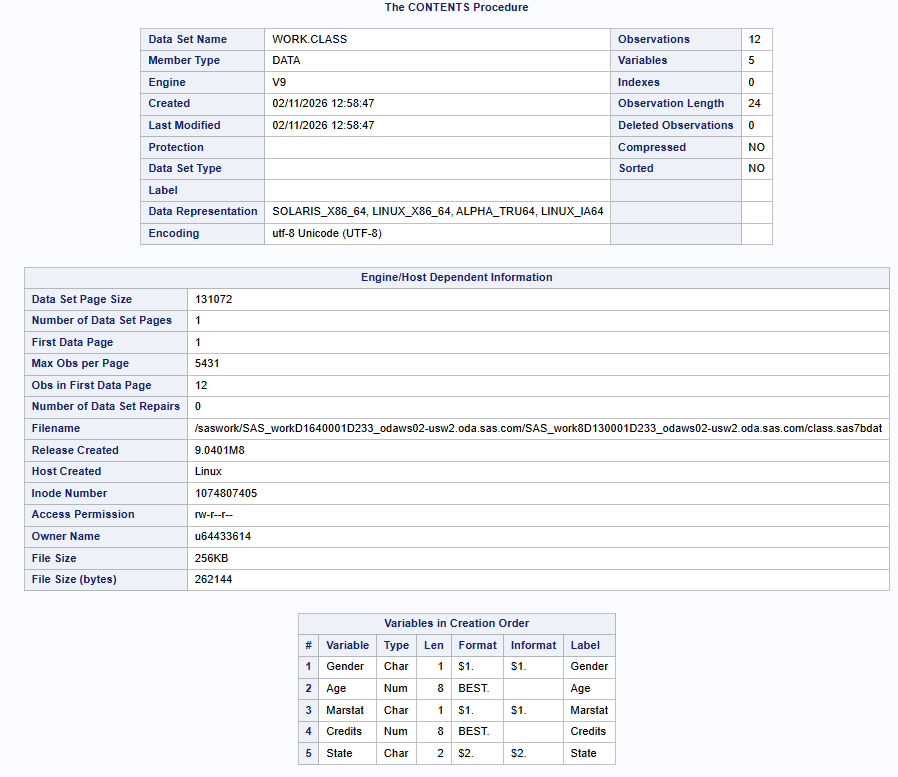 The CONTENTS Procedure
Data Set Name WORK.CLASS Observations 12
Member Type DATA Variables 5
Engine V9 Indexes 0
Created 02/11/2026 12:58:47 Observation Length 24
Last Modified 02/11/2026 12:58:47 Deleted Observations 0
Protection Compressed NO
Data Set Type Sorted NO
Label
Data Representation SOLARIS_X86_64, LINUX_X86_64, ALPHA_TRU64, LINUX_IA64
Encoding utf-8 Unicode (UTF-8)
Engine/Host Dependent Information
Data Set Page Size 131072
Number of Data Set Pages 1
First Data Page 1
Max Obs per Page 5431
Obs in First Data Page 12
Number of Data Set Repairs 0
Filename /saswork/SAS_workD1640001D233_odaws02-usw2.oda.sas.com/SAS_work8D130001D233_odaws02-usw2.oda.sas.com/class.sas7bdat
Release Created 9.0401M8
Host Created Linux
Inode Number 1074807405
Access Permission rw-r--r--
Owner Name u64433614
File Size 256KB
File Size (bytes) 262144
Variables in Creation Order
# Variable Type Len Format Informat Label
1 Gender Char 1 $1. $1. Gender
2 Age Num 8 BEST. Age
3 Marstat Char 1 $1. $1. Marstat
4 Credits Num 8 BEST. Credits
5 State Char 2 $2. $2. State